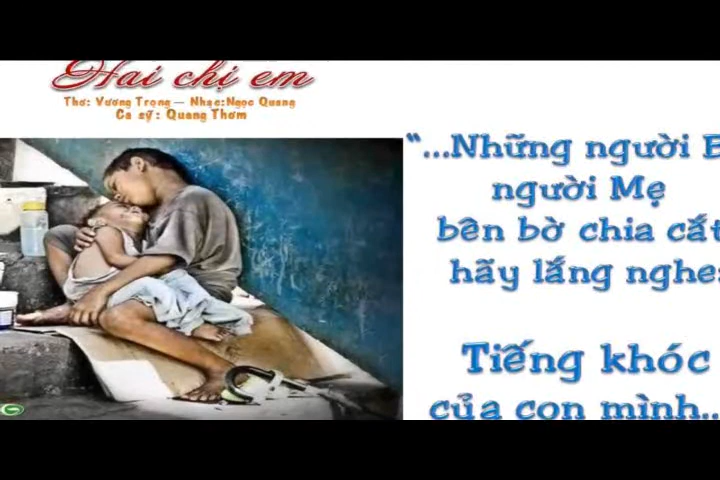 Hai chị em
Thơ: Vương Trọng – Nhạc:Ngọc Quang
Ca sỹ: Quang Thơm
"...Những người
người Mẹ
bên bờ chia cắt
hãy lắng nghe:
Tiếng khóc
của con mình..